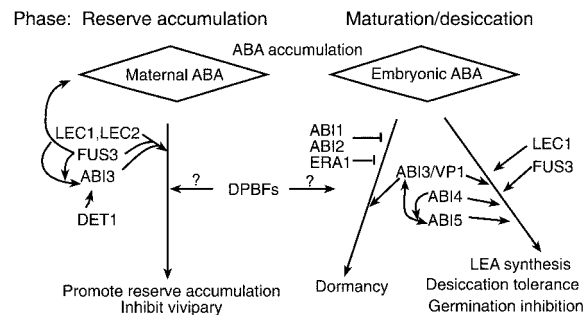 Phase: Reserve accumulation Maturation/desiccation
ABA accumulation
Maternal ABA Embryonic ABA
LEC1,LEC2
FUS3
ABI3
DET1
? DPBFs ?
ABI1
ABI2
ERA1
ABI3/VP1
ABI4
ABI5
LEC1
FUS3
Promote reserve accumulation
Inhibit vivipary
Dormancy
LEA synthesis
Desiccation tolerance
Germination inhibition